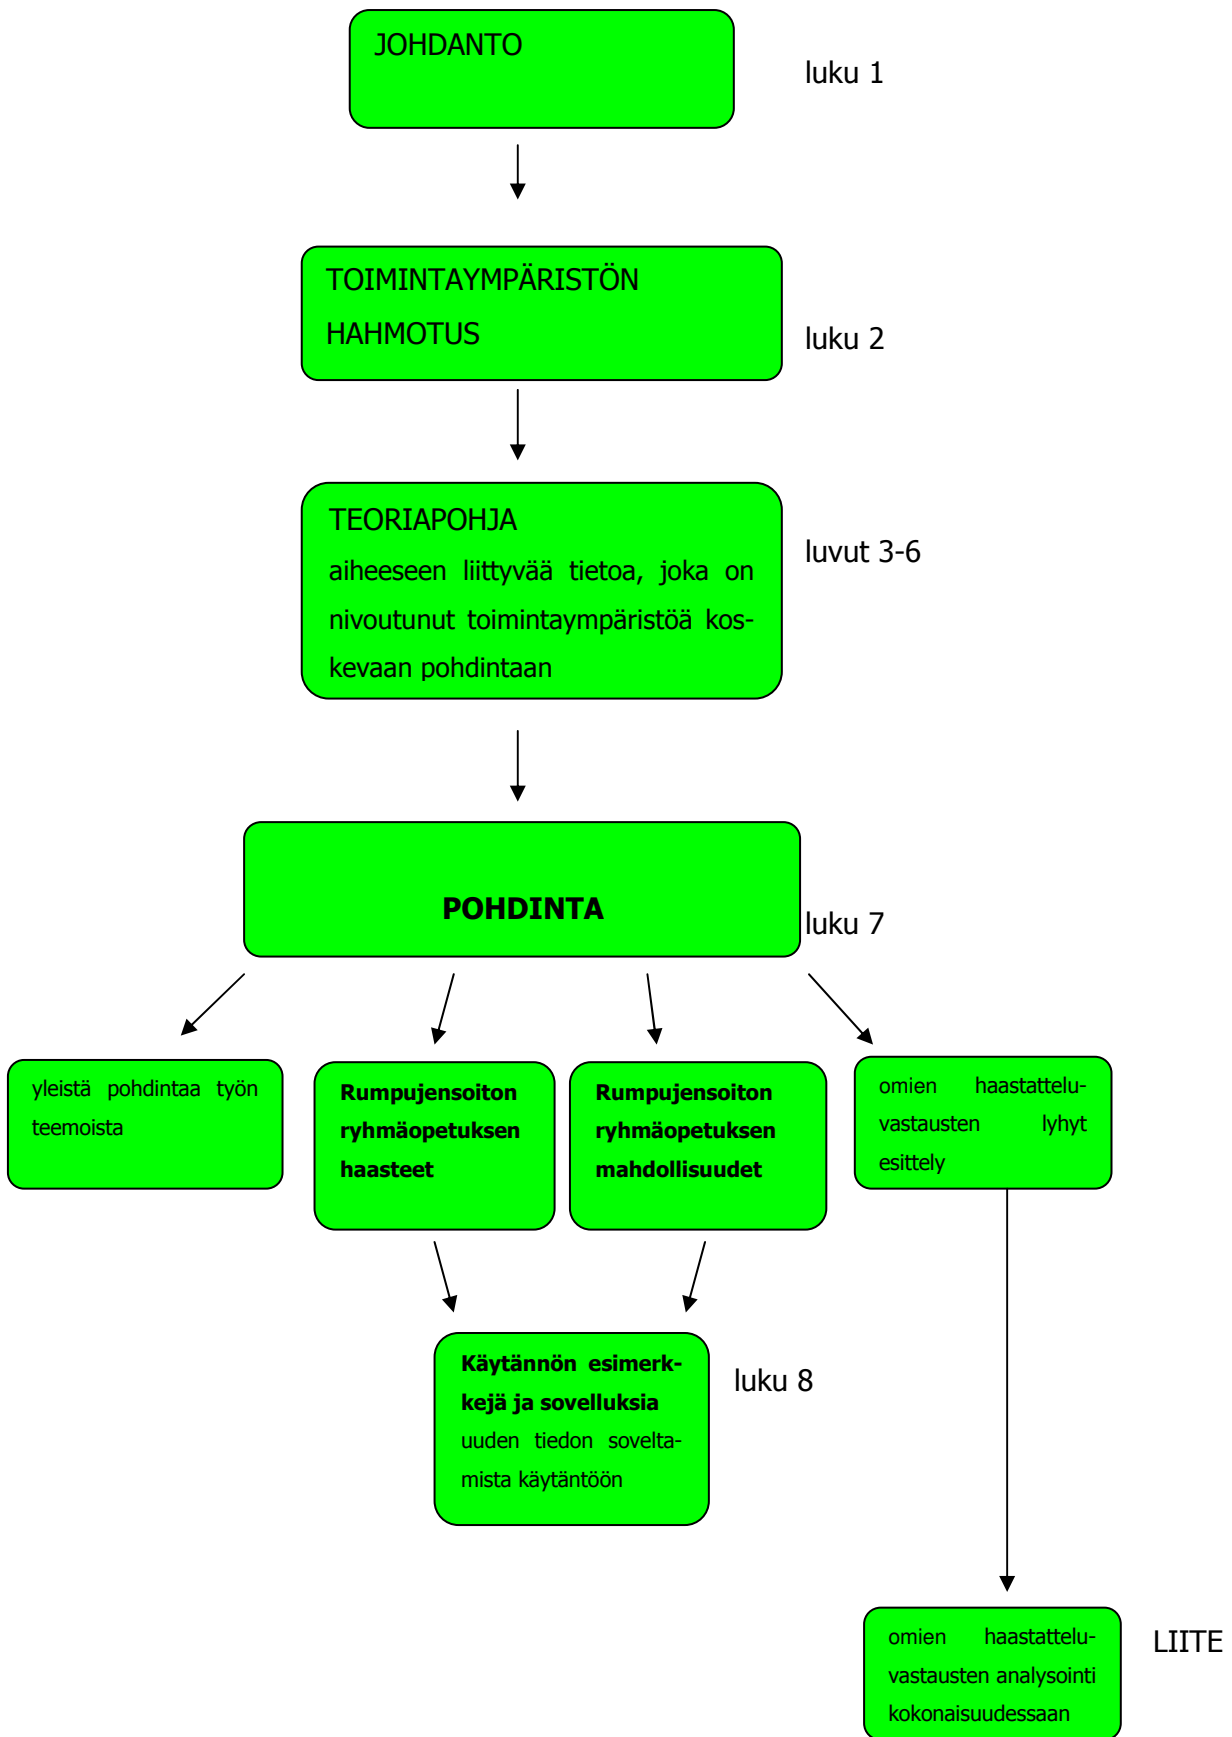 JOHDANTO
luku 1
TOIMINTAYMPÄRISTÖN
HAHMOTUS
luku 2
TEORIAPOHJA
aiheeseen liittyvää tietoa, joka on
nivoutunut toimintaympäristöä kos-
kevaan pohdintaan
luvut 3-6
POHDINTA
luku 7
yleistä pohdintaa työn
teemoista
Rumpujensoiton
ryhmäopetuksen
haasteet
Rumpujensoiton
ryhmäopetuksen
mahdollisuudet
omien haastattelu-
vastausten lyhyt
esittely
Käytännön esimerk-
kejä ja sovelluksia
uuden tiedon sovelta-
mista käytäntöön
luku 8
omien haastattelu-
vastausten analysointi
kokonaisuudessaan
LIITE